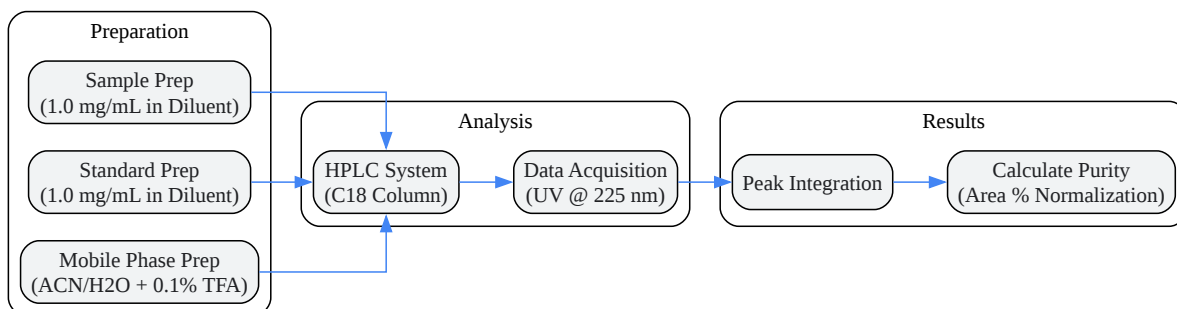 Preparation
Sample Prep
(1.0 mg/mL in Diluent)
Standard Prep
(1.0 mg/mL in Diluent)
Mobile Phase Prep
(ACN/H2O + 0.1% TFA)
Analysis
HPLC System
(C18 Column)
Data Acquisition
(UV @ 225 nm)
Results
Peak Integration
Calculate Purity
(Area % Normalization)